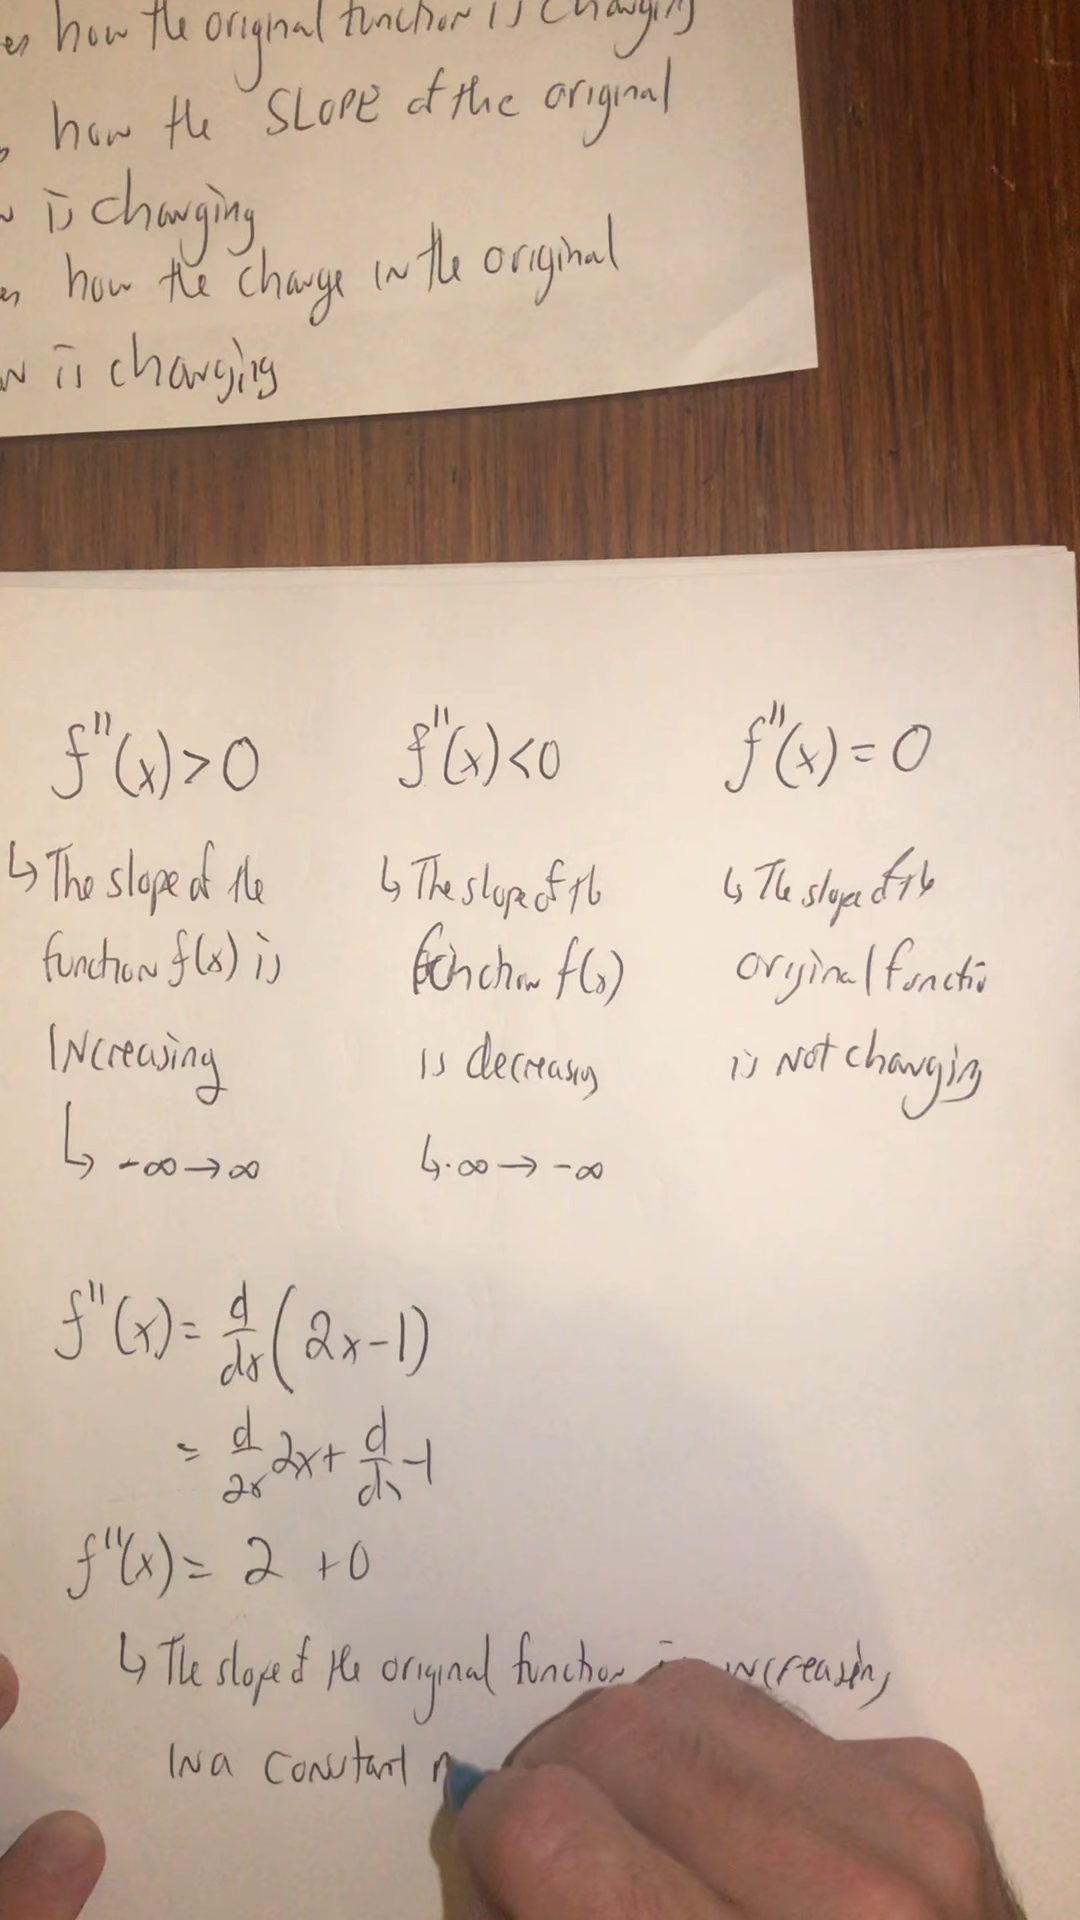 how the original function is changing
how the SLOPE of the original
is changing
how the change in the original
is changing
f''(x)>0 f''(x)<0 f''(x)=0
↳ The slope of the ↳ The slope of the ↳ The slope of the
function f(x) is function f(x) original functio
increasing is decreasing is not changing
↳ -∞→∞ ↳ ∞→-∞
f''(x)= d/dx (2x-1)
= d/2x 2x+ d/dx -1
f''(x)= 2 +0
↳ The slope of the original function increasing
in a constant